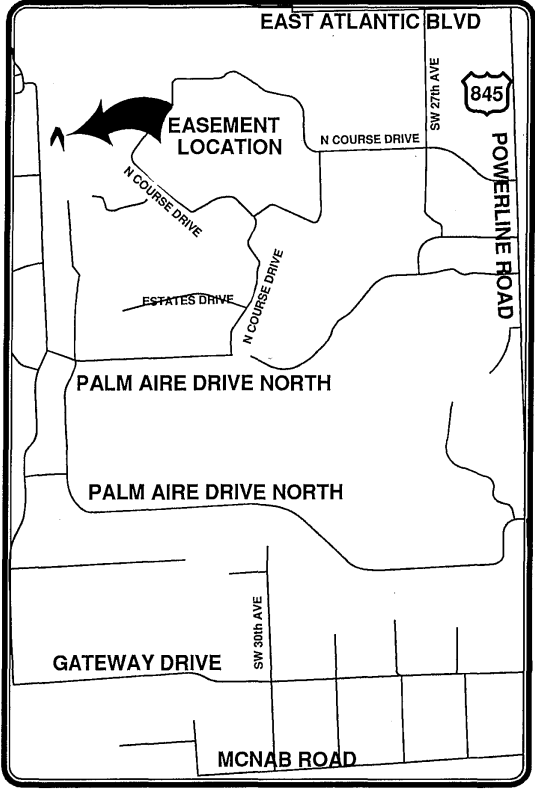 EAST ATLANTIC BLVD
SW 27th AVE
845
EASEMENT
LOCATION
N COURSE DRIVE
POWERLINE ROAD
N COURSE DRIVE
N COURSE DRIVE
ESTATES DRIVE
PALM AIRE DRIVE NORTH
PALM AIRE DRIVE NORTH
SW 30th AVE
GATEWAY DRIVE
MCNAB ROAD